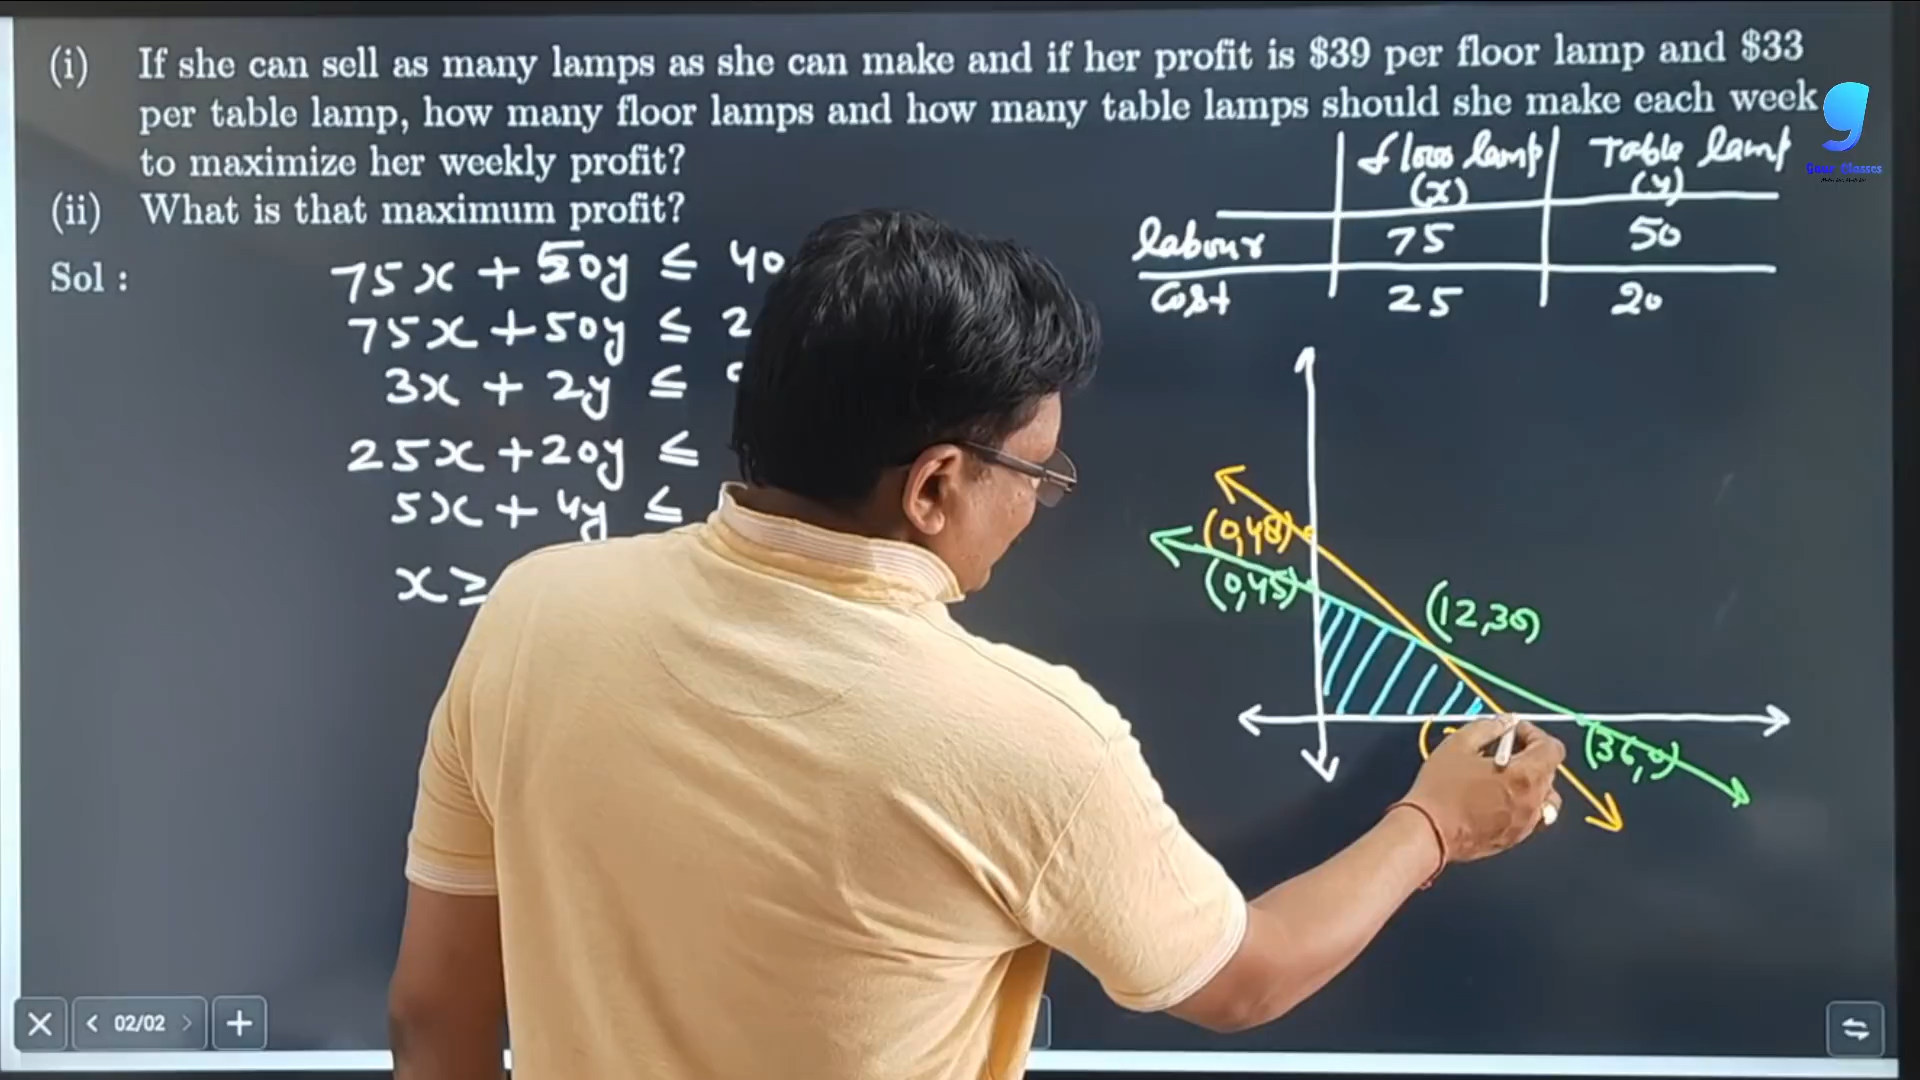 (i) If she can sell as many lamps as she can make and if her profit is $39 per floor lamp and $33
per table lamp, how many floor lamps and how many table lamps should she make each week
to maximize her weekly profit?
(ii) What is that maximum profit?
Sol :
75x + 50y ≤ 40
75x + 50y ≤ 2
3x + 2y ≤
25x + 20y ≤
5x + 4y ≤
x ≥
floor lamp Table lamp
(x) (y)
labour 75 50
Cost 25 20
(0,48)
(0,45)
(12,30)
(36,0)
Gaur Classes
02/02